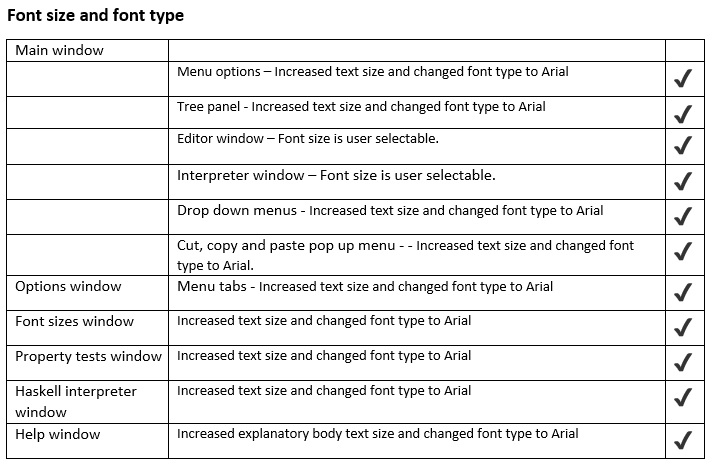 Font size and font type
Main window
Menu options – Increased text size and changed font type to Arial ✔
Tree panel - Increased text size and changed font type to Arial ✔
Editor window – Font size is user selectable. ✔
Interpreter window – Font size is user selectable. ✔
Drop down menus - Increased text size and changed font type to Arial ✔
Cut, copy and paste pop up menu - - Increased text size and changed font ✔
type to Arial.
Options window Menu tabs - Increased text size and changed font type to Arial ✔
Font sizes window Increased text size and changed font type to Arial ✔
Property tests window Increased text size and changed font type to Arial ✔
Haskell interpreter Increased text size and changed font type to Arial ✔
window
Help window Increased explanatory body text size and changed font type to Arial ✔